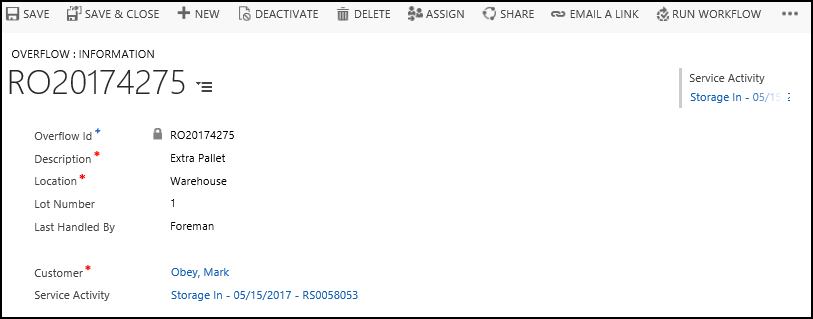 SAVE SAVE & CLOSE NEW DEACTIVATE DELETE ASSIGN SHARE EMAIL A LINK RUN WORKFLOW •••
OVERFLOW : INFORMATION
RO20174275
Service Activity
Storage In - 05/15
Overflow Id + RO20174275
Description * Extra Pallet
Location * Warehouse
Lot Number 1
Last Handled By Foreman
Customer * Obey, Mark
Service Activity Storage In - 05/15/2017 - RS0058053